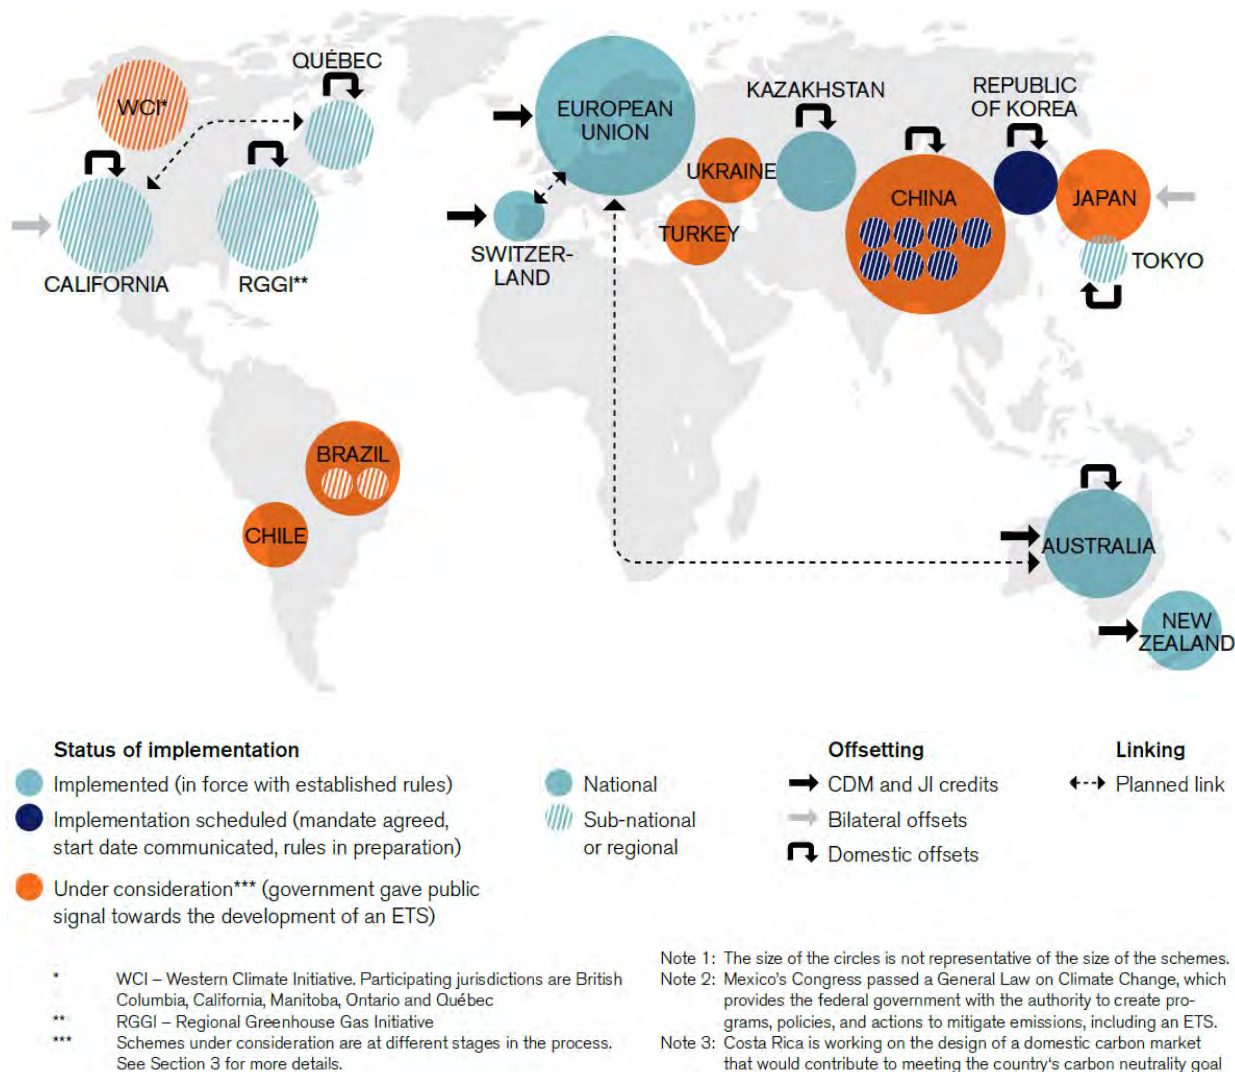 QUÉBEC
WCI*
CALIFORNIA
RGGI**
EUROPEAN
UNION
SWITZER-
LAND
UKRAINE
TURKEY
KAZAKHSTAN
CHINA
REPUBLIC
OF KOREA
JAPAN
TOKYO
BRAZIL
CHILE
AUSTRALIA
NEW
ZEALAND
Status of implementation
Implemented (in force with established rules)
Implementation scheduled (mandate agreed,
start date communicated, rules in preparation)
Under consideration*** (government gave public
signal towards the development of an ETS)
National
Sub-national
or regional
Offsetting
CDM and JI credits
Bilateral offsets
Domestic offsets
Linking
Planned link
* WCI – Western Climate Initiative. Participating jurisdictions are British
Columbia, California, Manitoba, Ontario and Québec
** RGGI – Regional Greenhouse Gas Initiative
*** Schemes under consideration are at different stages in the process.
See Section 3 for more details.
Note 1: The size of the circles is not representative of the size of the schemes.
Note 2: Mexico's Congress passed a General Law on Climate Change, which
provides the federal government with the authority to create pro-
grams, policies, and actions to mitigate emissions, including an ETS.
Note 3: Costa Rica is working on the design of a domestic carbon market
that would contribute to meeting the country's carbon neutrality goal